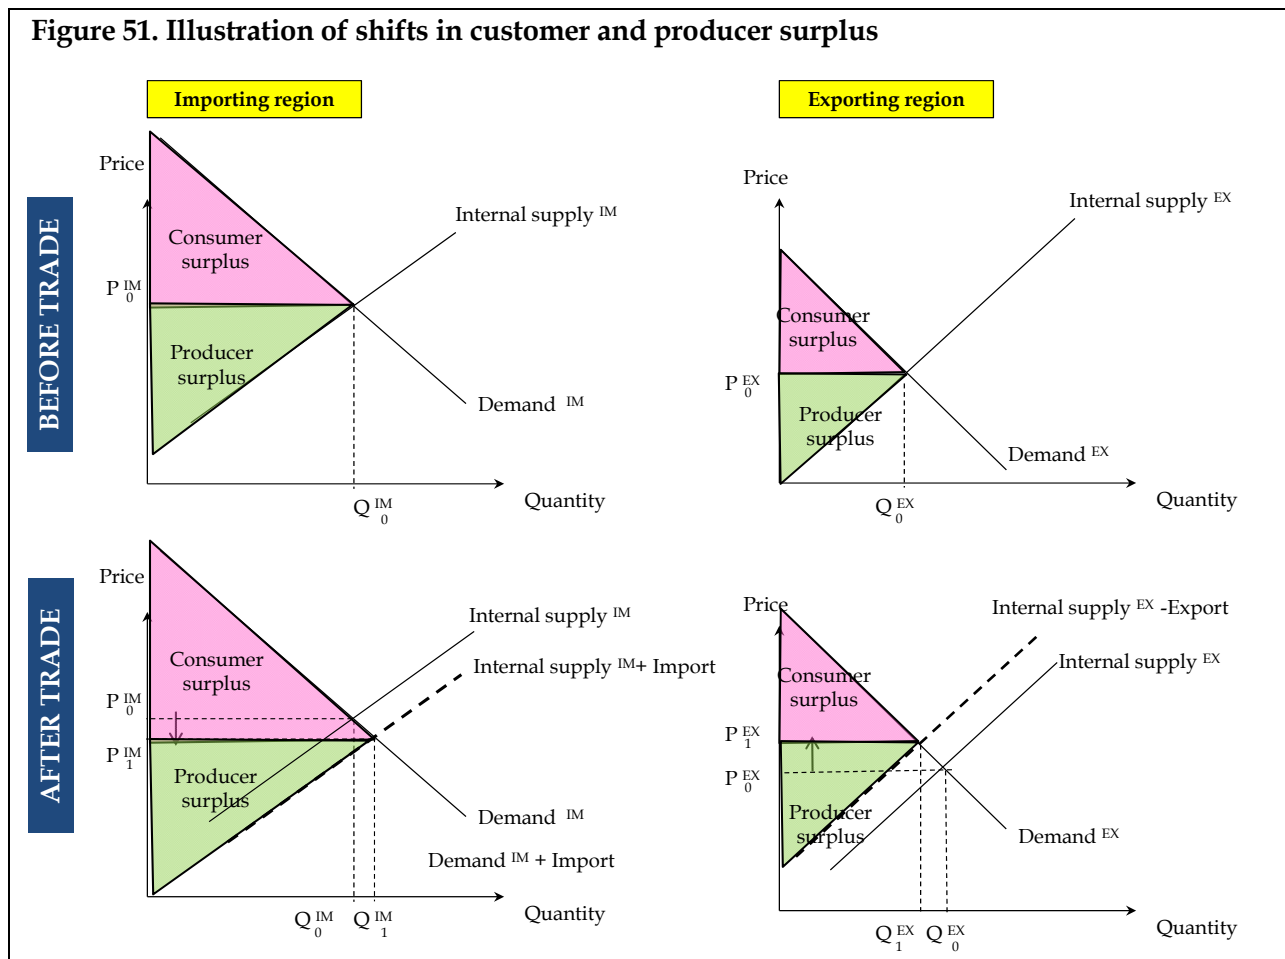 Figure 51. Illustration of shifts in customer and producer surplus
Importing region
Exporting region
BEFORE TRADE
Price
Internal supply IM
Consumer
surplus
P 0 IM
Producer
surplus
Demand IM
Quantity
Q 0 IM
Price
Internal supply EX
Consumer
surplus
P 0 EX
Producer
surplus
Demand EX
Quantity
Q 0 EX
AFTER TRADE
Price
Internal supply IM
Internal supply IM+ Import
Consumer
surplus
P 0 IM
P 1 IM
Producer
surplus
Demand IM
Demand IM + Import
Quantity
Q 0 IM
Q 1 IM
Price
Internal supply EX -Export
Internal supply EX
Consumer
surplus
P 1 EX
P 0 EX
Producer
surplus
Demand EX
Quantity
Q 1 EX
Q 0 EX